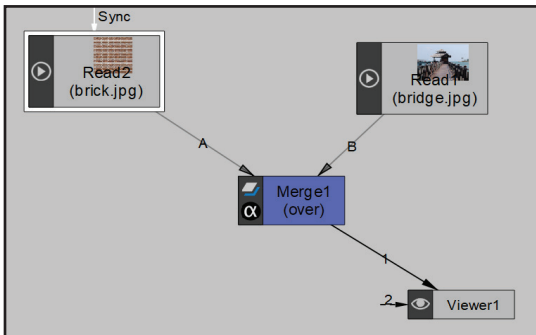 Sync
Read2
(brick.jpg)
Read1
(bridge.jpg)
A
B
Merge1
(over)
α
1
2
Viewer1